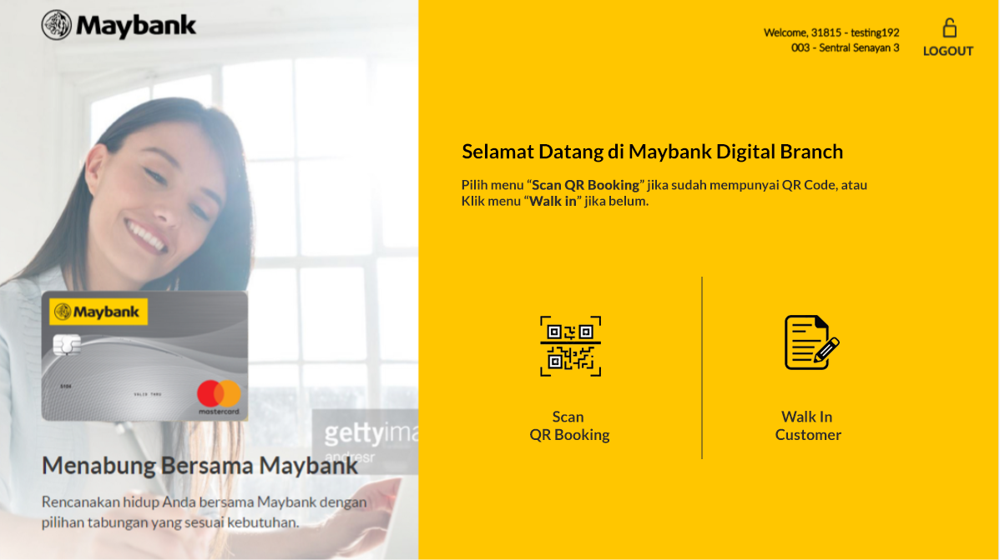 Maybank
Welcome, 31815 - testing192
003 - Sentral Senayan 3
LOGOUT
Selamat Datang di Maybank Digital Branch
Pilih menu “Scan QR Booking” jika sudah mempunyai QR Code, atau
Klik menu “Walk in” jika belum.
Maybank
VALID THRU
mastercard
gettyima
andresr
Menabung Bersama Maybank
Rencanakan hidup Anda bersama Maybank dengan
pilihan tabungan yang sesuai kebutuhan.
Scan
QR Booking
Walk In
Customer